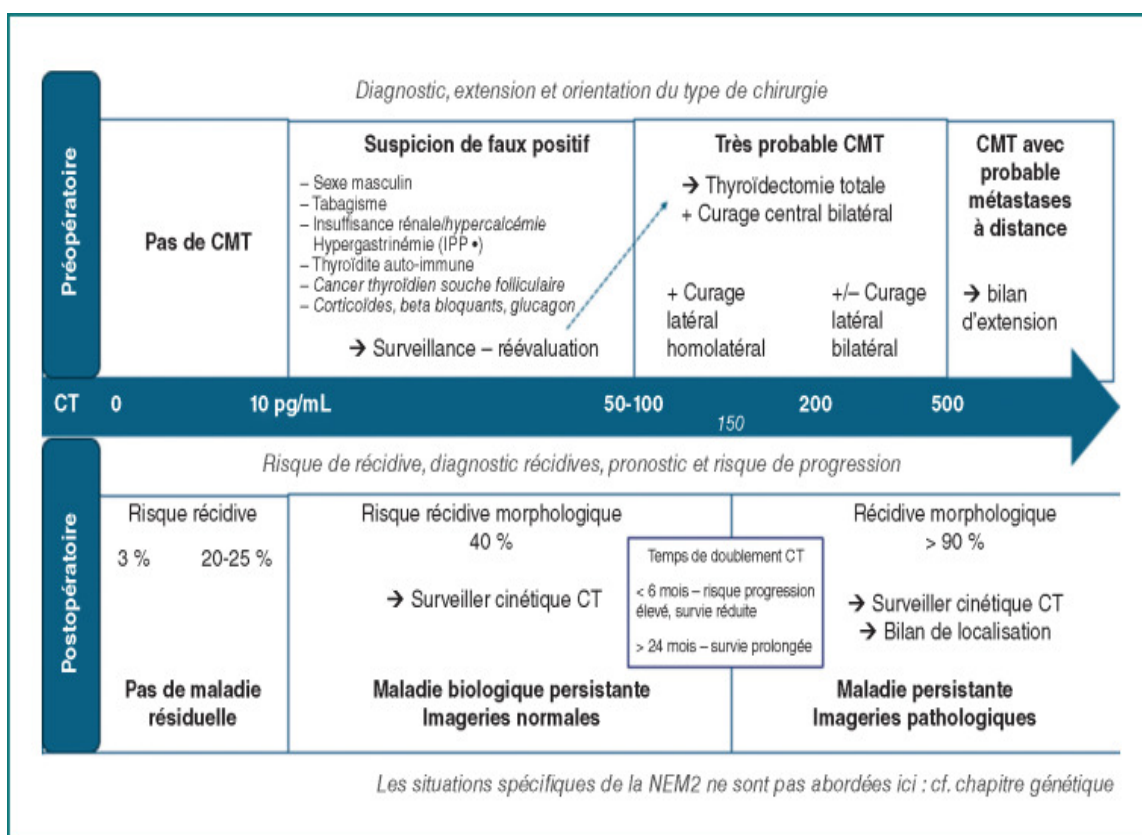 Préopératoire
Diagnostic, extension et orientation du type de chirurgie
Pas de CMT
Suspicion de faux positif
– Sexe masculin
– Tabagisme
– Insuffisance rénale/hypercalcémie
Hypergastrinémie (IPP •)
– Thyroïdite auto-immune
– Cancer thyroïdien souche folliculaire
– Corticoïdes, beta bloquants, glucagon
→ Surveillance – réévaluation
Très probable CMT
→ Thyroïdectomie totale
+ Curage central bilatéral
+ Curage
latéral
homolatéral
+/– Curage
latéral
bilatéral
CMT avec
probable
métastases
à distance
→ bilan
d'extension
CT 0 10 pg/mL 50-100 150 200 500
Postopératoire
Risque de récidive, diagnostic récidives, pronostic et risque de progression
Risque récidive
3 % 20-25 %
Pas de maladie
résiduelle
Risque récidive morphologique
40 %
→ Surveiller cinétique CT
Maladie biologique persistante
Imageries normales
Temps de doublement CT
< 6 mois – risque progression
élevé, survie réduite
> 24 mois – survie prolongée
Récidive morphologique
> 90 %
→ Surveiller cinétique CT
→ Bilan de localisation
Maladie persistante
Imageries pathologiques
Les situations spécifiques de la NEM2 ne sont pas abordées ici : cf. chapitre génétique